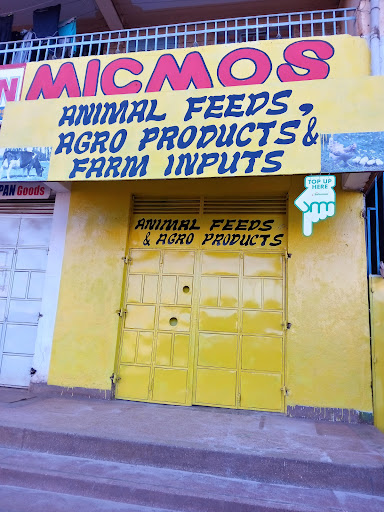 N
MICMOS
ANIMAL FEEDS,
AGRO PRODUCTS &
FARM INPUTS
PAN Goods
TOP UP
HERE
ANIMAL FEEDS
& AGRO PRODUCTS